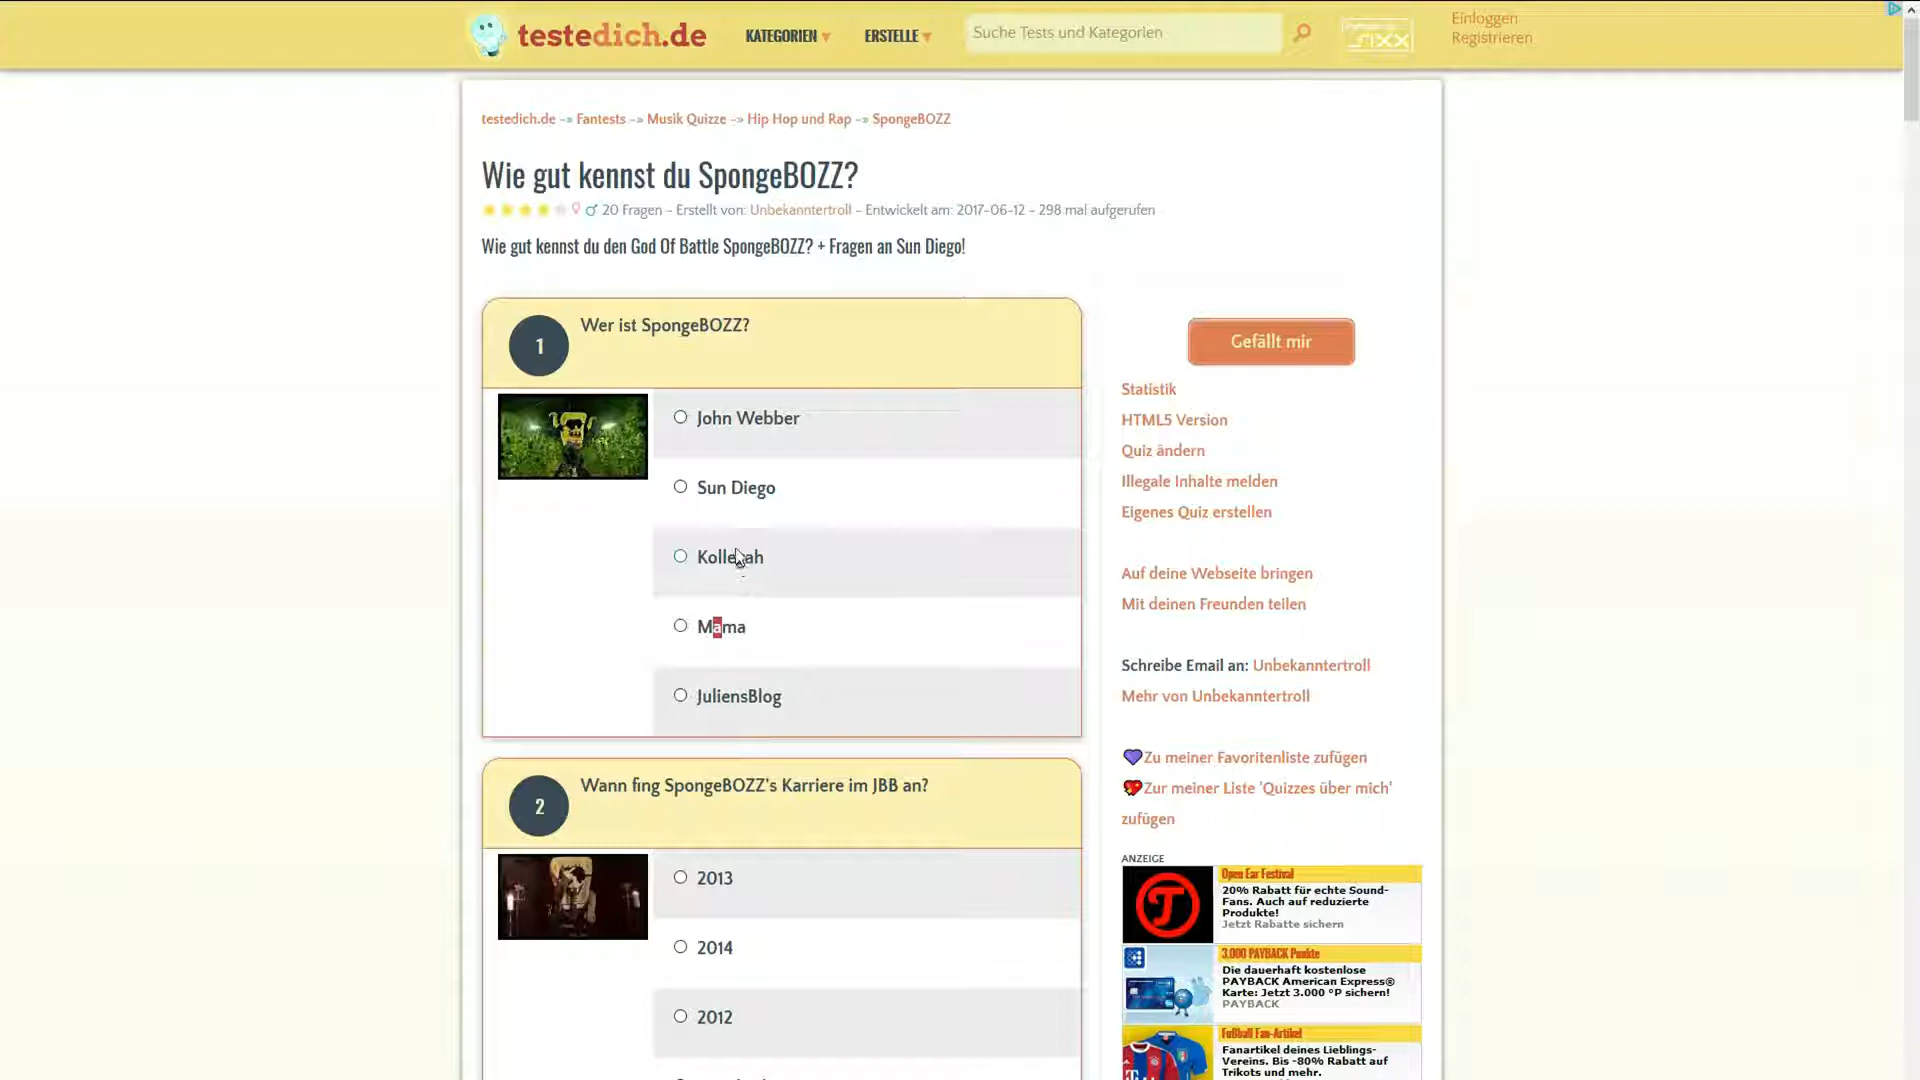 testedich.de
KATEGORIEN
ERSTELLE
Suche Tests und Kategorien
sixx
Einloggen
Registrieren
testedich.de -» Fantests -» Musik Quizze -» Hip Hop und Rap -» SpongeBOZZ
Wie gut kennst du SpongeBOZZ?
20 Fragen - Erstellt von: Unbekanntertroll - Entwickelt am: 2017-06-12 - 298 mal aufgerufen
Wie gut kennst du den God Of Battle SpongeBOZZ? + Fragen an Sun Diego!
1
Wer ist SpongeBOZZ?
John Webber
Sun Diego
Kollegah
Mama
JuliensBlog
2
Wann fing SpongeBOZZ's Karriere im JBB an?
2013
2014
2012
Gefällt mir
Statistik
HTML5 Version
Quiz ändern
Illegale Inhalte melden
Eigenes Quiz erstellen
Auf deine Webseite bringen
Mit deinen Freunden teilen
Schreibe Email an: Unbekanntertroll
Mehr von Unbekanntertroll
Zu meiner Favoritenliste zufügen
Zur meiner Liste 'Quizzes über mich'
zufügen
ANZEIGE
Open Ear Festival
20% Rabatt für echte Sound-
Fans. Auch auf reduzierte
Produkte!
Jetzt Rabatte sichern
3.000 PAYBACK Punkte
Die dauerhaft kostenlose
PAYBACK American Express®
Karte: Jetzt 3.000 °P sichern!
PAYBACK
Fußball Fan-Artikel
Fanartikel deines Lieblings-
Vereins. Bis -80% Rabatt auf
Trikots und mehr.